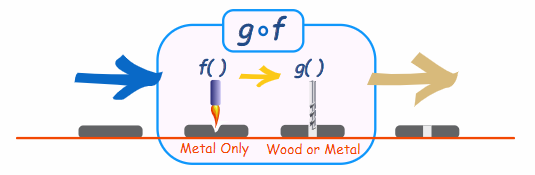 g∘f
f( ) g( )
Metal Only Wood or Metal